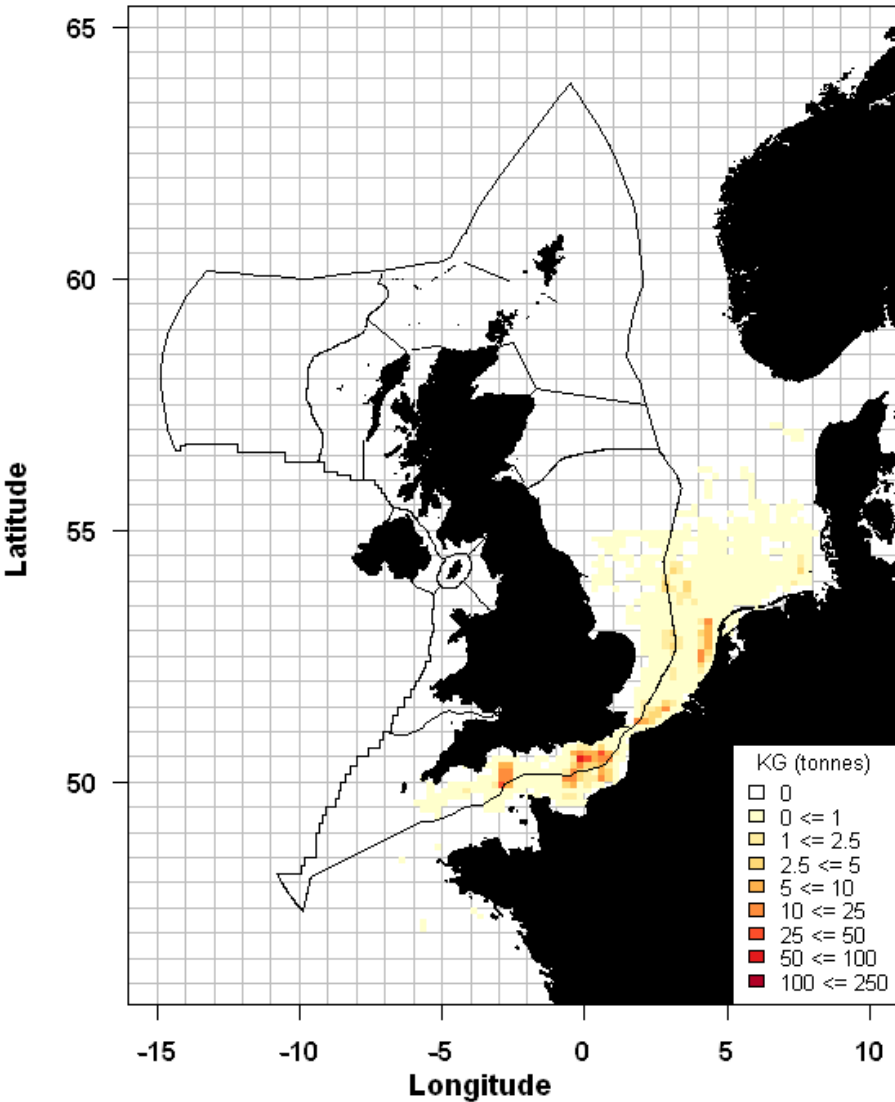 65
60
55
50
Latitude
KG (tonnes)
0
0 <= 1
1 <= 2.5
2.5 <= 5
5 <= 10
10 <= 25
25 <= 50
50 <= 100
100 <= 250
-15 -10 -5 0 5 10
Longitude